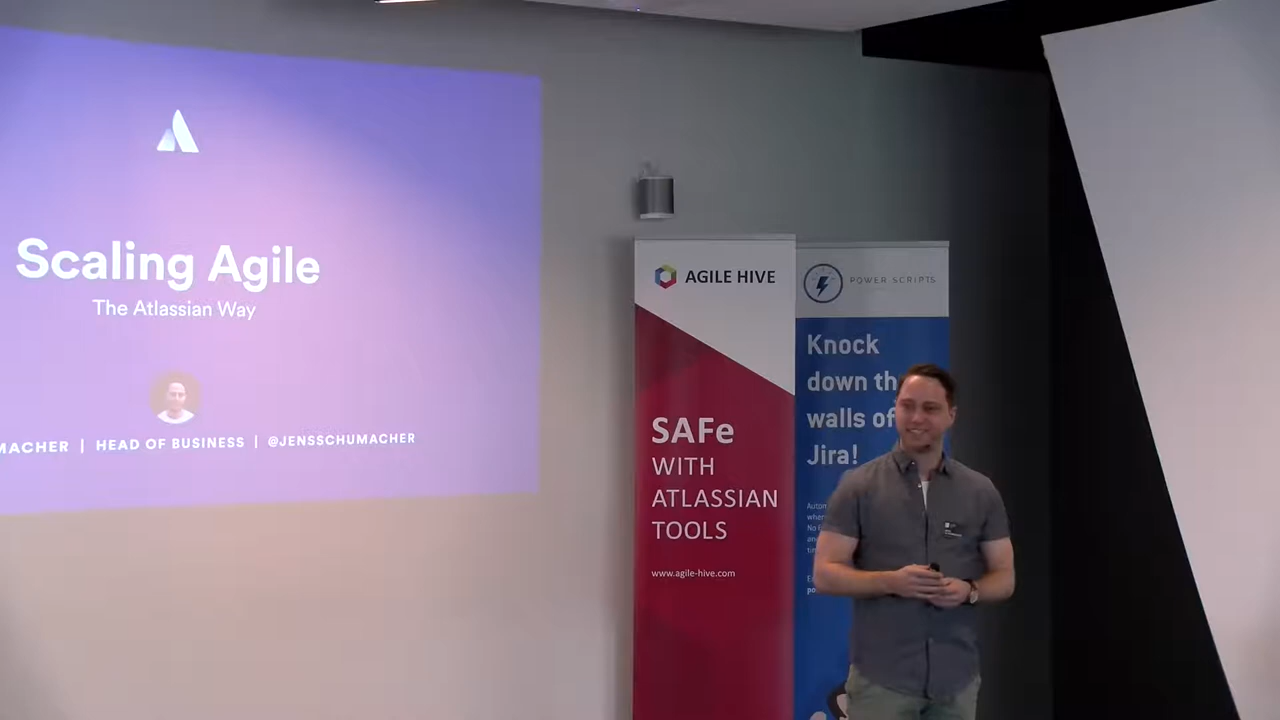 Scaling Agile
The Atlassian Way
MACHER | HEAD OF BUSINESS | @JENSSCHUMACHER
AGILE HIVE
SAFe
WITH
ATLASSIAN
TOOLS
www.agile-hive.com
POWER SCRIPTS
Knock
down th
walls of
Jira!